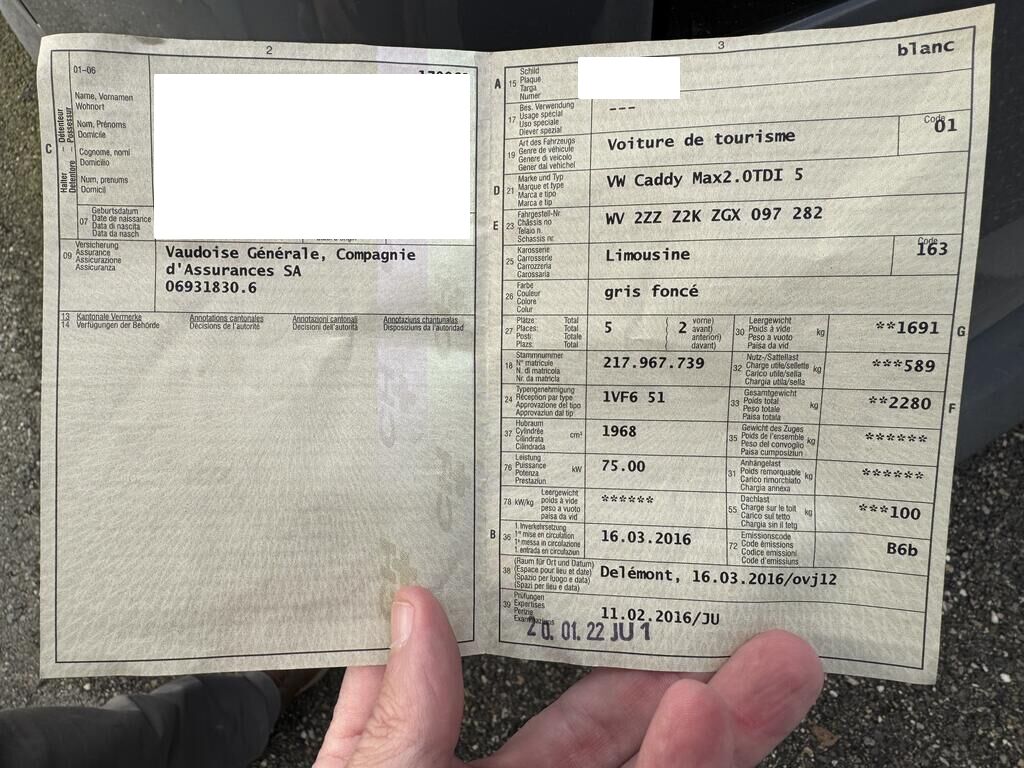 2
01–06
Name, Vornamen
Wohnort
Nom, Prénoms
Domicile
Cognome, nomi
Domicilio
Num, prenums
Domicil
C
Halter – Détenteur
Detentore – Possessur
07
Geburtsdatum
Date de naissance
Data di nascita
Data da nasch
09
Versicherung
Assurance
Assicurazione
Assicuranza
Vaudoise Générale, Compagnie
d'Assurances SA
06931830.6
13 Kantonale Vermerke Annotations cantonales Annotazioni cantonali Annotaziuns chantunalas
14 Verfügungen der Behörde Décisions de l'autorité Decisioni dell'autorità Disposiziuns da l'autoridad
3
blanc
A
15
Schild
Plaque
Targa
Numer
17
Bes. Verwendung
Usage spécial
Uso speciale
Diever spezial
---
19
Art des Fahrzeugs
Genre de véhicule
Genere di veicolo
Gener dal vehichel
Voiture de tourisme
Code
01
D
21
Marke und Typ
Marque et type
Marca e tipo
Marca e tip
VW Caddy Max2.0TDI 5
E
23
Fahrgestell-Nr.
Châssis no
Telaio n.
Schassis nr.
WV 2ZZ Z2K ZGX 097 282
25
Karosserie
Carrosserie
Carrozzeria
Carossaria
Limousine
Code
163
26
Farbe
Couleur
Colore
Colur
gris foncé
27
Plätze: Total
Places: Total
Posti: Totale
Plazs: Total
5
2
vorne)
avant)
anteriori)
davant)
30
Leergewicht
Poids à vide
Peso a vuoto
Paisa da vid
kg
**1691
G
18
Stammnummer
N° matricule
N. di matricola
Nr. da matricla
217.967.739
32
Nutz-/Sattellast
Charge utile/sellette
Carico utile/sella
Chargia utila/sella
kg
***589
24
Typengenehmigung
Réception par type
Approvazione del tipo
Approvaziun dal tip
1VF6 51
33
Gesamtgewicht
Poids total
Peso totale
Paisa totala
kg
**2280
F
37
Hubraum
Cylindrée
Cilindrata
Cilindrada
cm³
1968
35
Gewicht des Zuges
Poids de l'ensemble
Peso del convoglio
Paisa cumposiziun
kg
******
76
Leistung
Puissance
Potenza
Prestaziun
kW
75.00
31
Anhängelast
Poids remorquable
Carico rimorchiato
Chargia annexa
kg
******
78 kW/kg
Leergewicht
poids à vide
peso a vuoto
paisa da vid
******
55
Dachlast
Charge sur le toit
Carico sul tetto
Chargia sin il tetg
kg
***100
B
36
1. Inverkehrsetzung
1re mise en circulation
1a messa in circolazione
1. entrada en circulaziun
16.03.2016
72
Emissionscode
Code émissions
Codice emissioni
Code d'emissiuns
B6b
38
(Raum für Ort und Datum)
(Espace pour lieu et date)
(Spazio per luogo e data)
(Spazi per lieu e data)
Delémont, 16.03.2016/ovj12
39
Prüfungen
Expertises
Perizie
Examinaziuns
11.02.2016/JU
20.01.22 JU 1